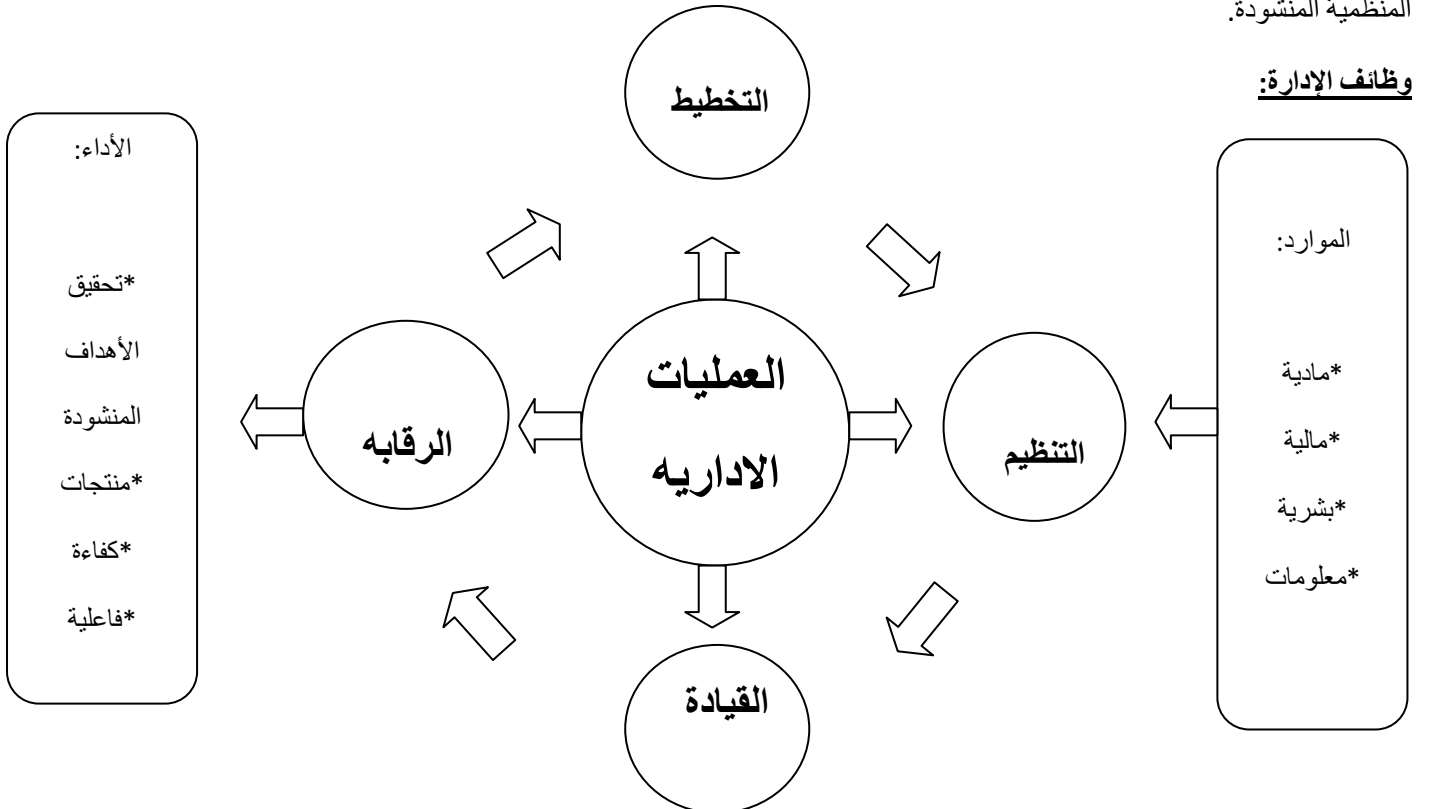 المنظمية المنشودة.
وظائف الإدارة:
التخطيط
الموارد:
*مادية
*مالية
*بشرية
*معلومات
التنظيم
العمليات
الاداريه
الرقابه
القيادة
الأداء:
*تحقيق
الأهداف
المنشودة
*منتجات
*كفاءة
*فاعلية